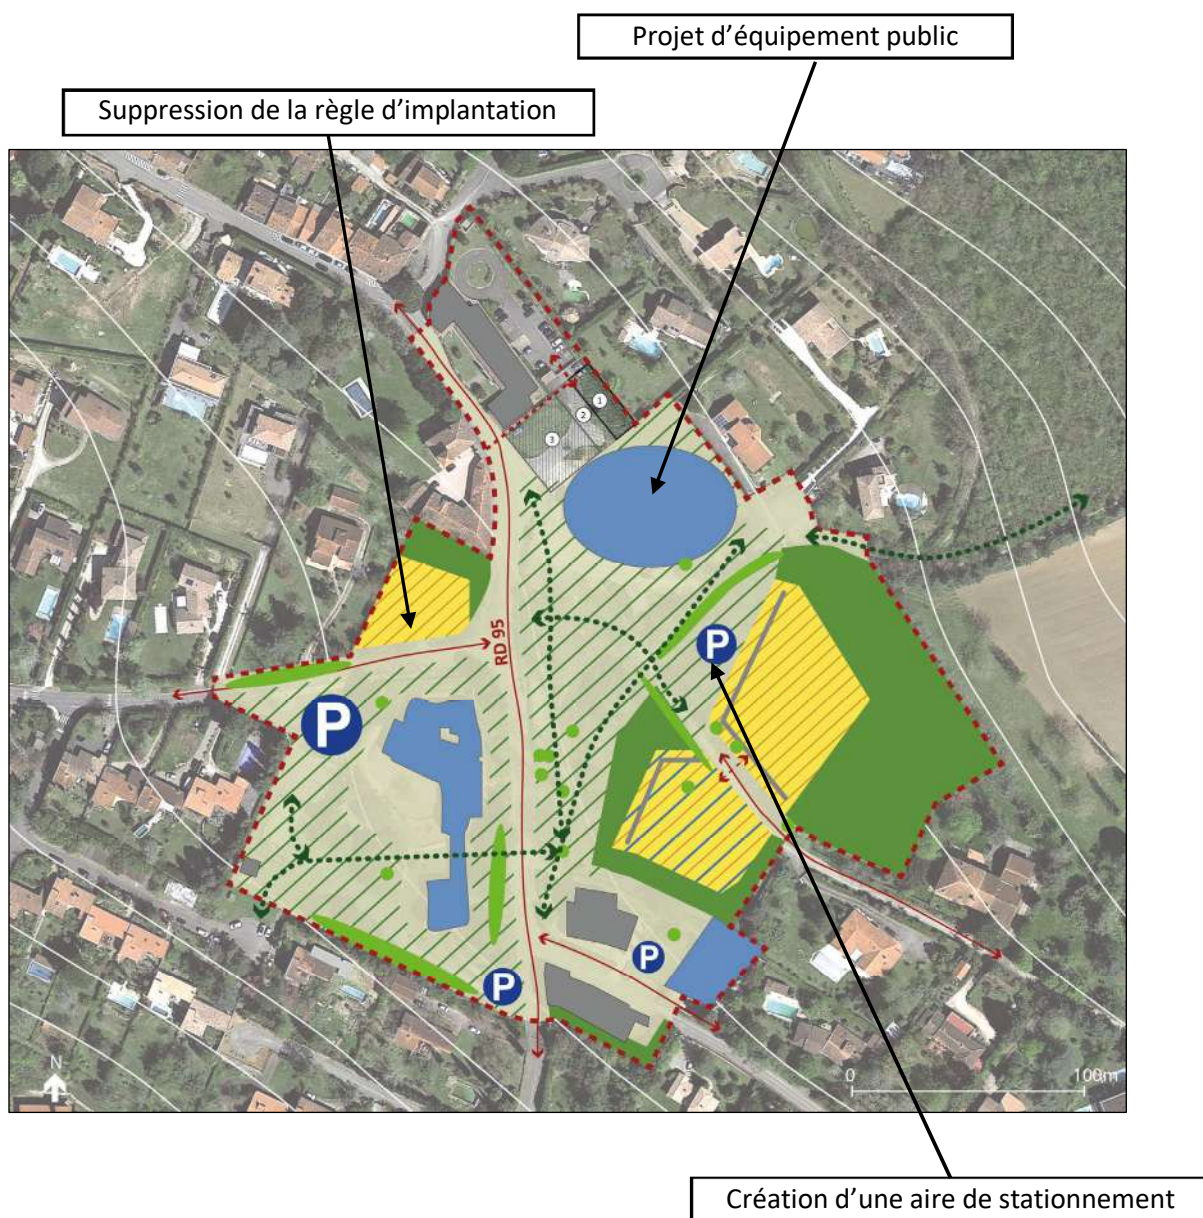 Projet d’équipement public
Suppression de la règle d’implantation
1
2
3
RD 95
P
P
P
P
N
0
100m
Création d’une aire de stationnement